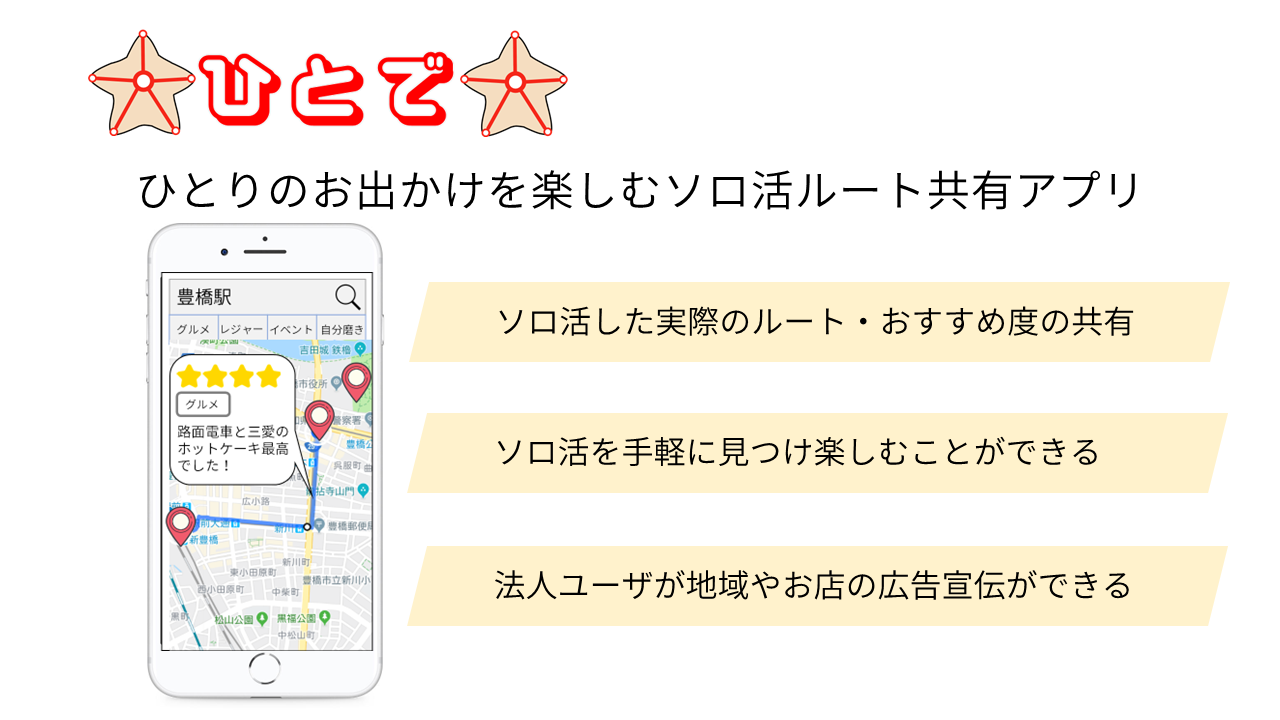 ひとで
ひとりのお出かけを楽しむソロ活ルート共有アプリ
豊橋駅
グルメ
レジャー
イベント
自分磨き
吉田城 鉄櫓
市役所
警察署
豊橋公
呉服町
グルメ
路面電車と三愛の
ホットケーキ最高
でした！
拈寺山門
広小路
前大通
新川
豊橋郵便局
新豊橋
新川町
東小田原町
豊橋市立新川小
西小田原町
中柴町
松山公園
黒福公園
中松山町
ソロ活した実際のルート・おすすめ度の共有
ソロ活を手軽に見つけ楽しむことができる
法人ユーザが地域やお店の広告宣伝ができる